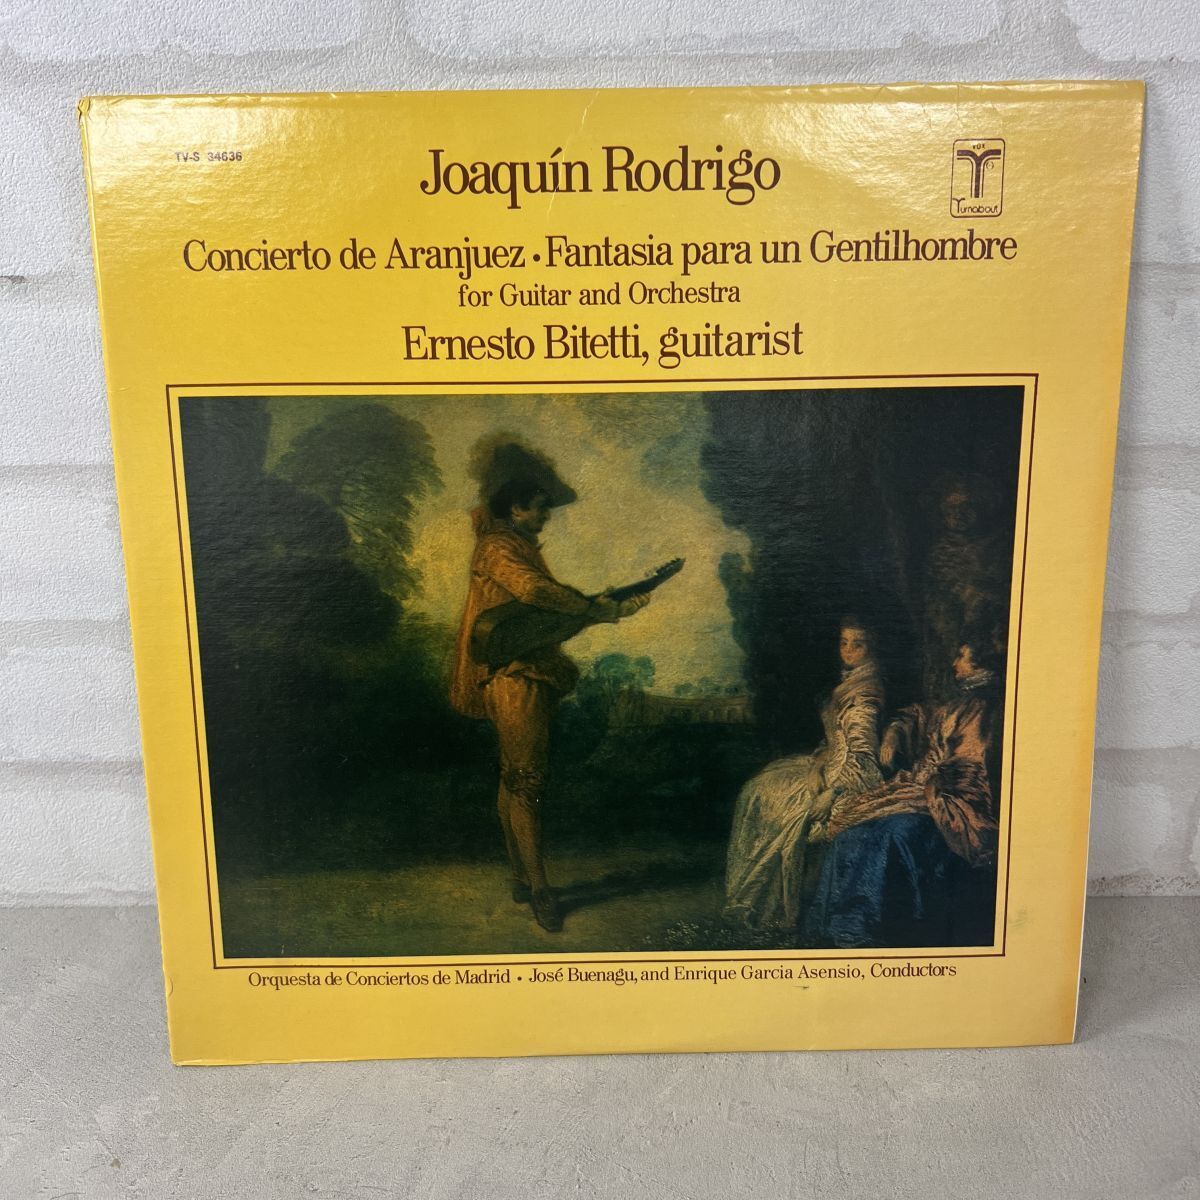 TV-S 34636
Joaquín Rodrigo
VOX
Turnabout
Concierto de Aranjuez • Fantasia para un Gentilhombre
for Guitar and Orchestra
Ernesto Bitetti, guitarist
Orquesta de Conciertos de Madrid • José Buenagu, and Enrique Garcia Asensio, Conductors